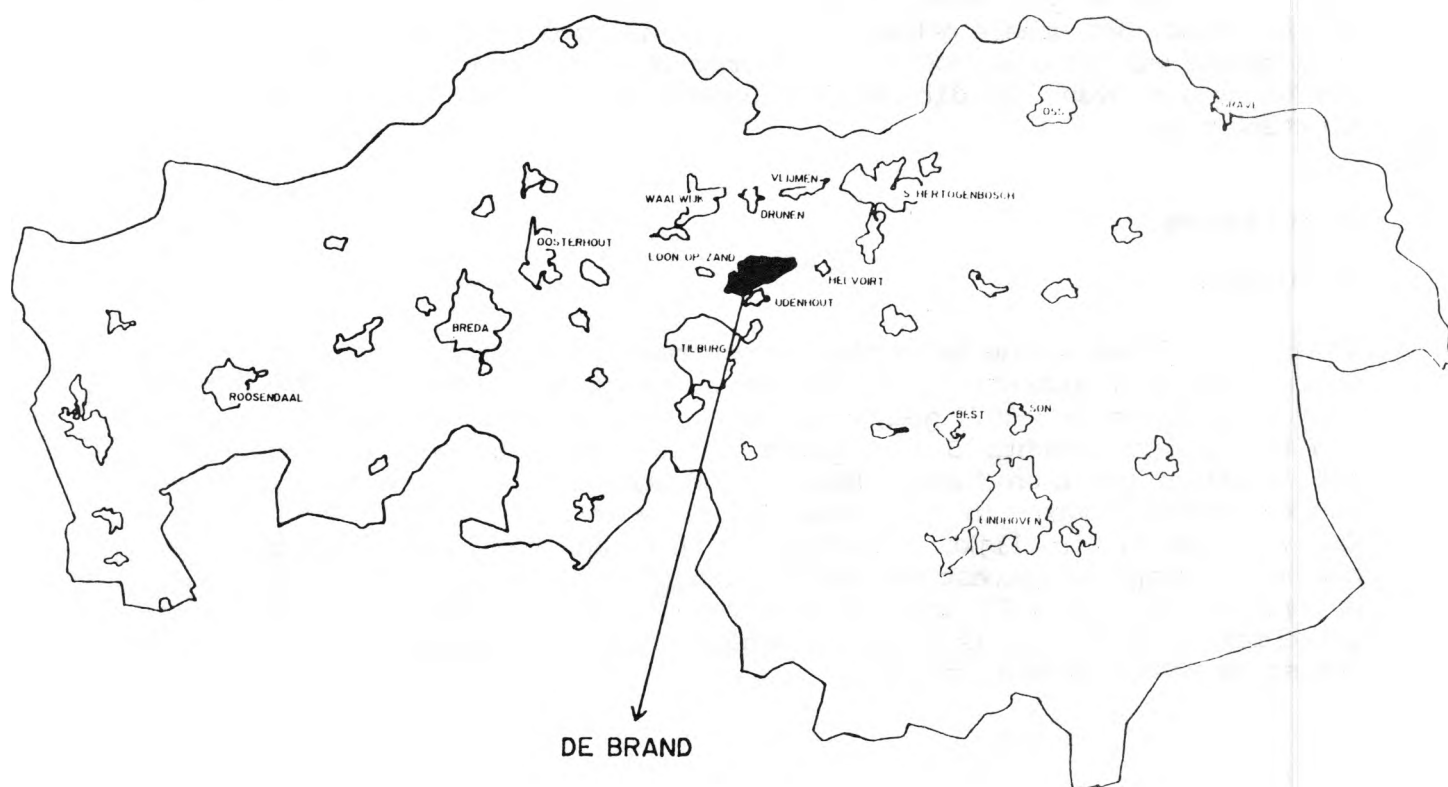 OSS
GRAVE
VLIJMEN
WAALWIJK
S HERTOGENBOSCH
DRUNEN
OOSTERHOUT
LOON OP ZAND
HELVOIRT
UDENHOUT
BREDA
TILBURG
ROOSENDAAL
BEST
SON
EINDHOVEN
DE BRAND